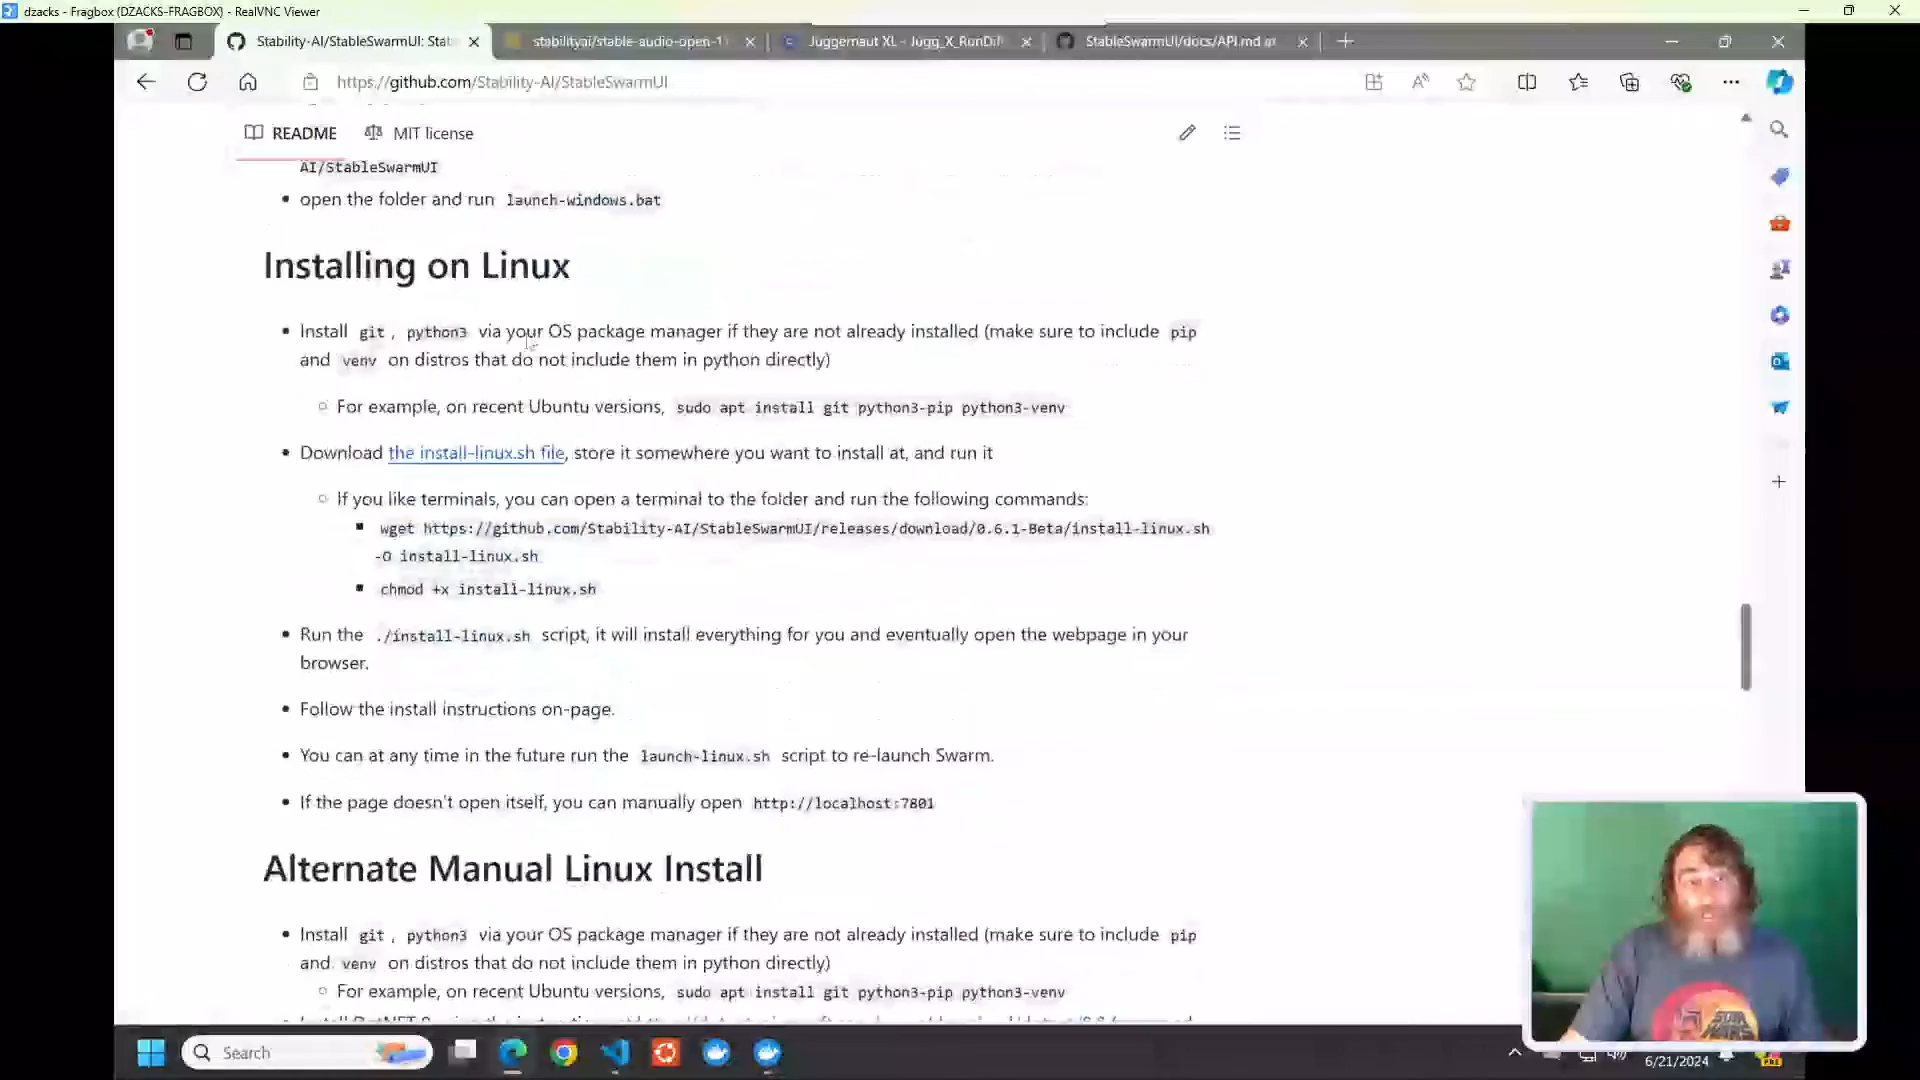 dzacks - Fragbox (DZACKS-FRAGBOX) - RealVNC Viewer
Stability-AI/StableSwarmUI: Stab
stabilityai/stable-audio-open-1
Juggernaut XL - Jugg_X_RunDif
StableSwarmUI/docs/API.md at
https://github.com/Stability-AI/StableSwarmUI
README
MIT license
AI/StableSwarmUI
open the folder and run launch-windows.bat
Installing on Linux
Install git , python3 via your OS package manager if they are not already installed (make sure to include pip
and venv on distros that do not include them in python directly)
For example, on recent Ubuntu versions, sudo apt install git python3-pip python3-venv
Download the install-linux.sh file, store it somewhere you want to install at, and run it
If you like terminals, you can open a terminal to the folder and run the following commands:
wget https://github.com/Stability-AI/StableSwarmUI/releases/download/0.6.1-Beta/install-linux.sh
-O install-linux.sh
chmod +x install-linux.sh
Run the ./install-linux.sh script, it will install everything for you and eventually open the webpage in your
browser.
Follow the install instructions on-page.
You can at any time in the future run the launch-linux.sh script to re-launch Swarm.
If the page doesn't open itself, you can manually open http://localhost:7801
Alternate Manual Linux Install
Install git , python3 via your OS package manager if they are not already installed (make sure to include pip
and venv on distros that do not include them in python directly)
For example, on recent Ubuntu versions, sudo apt install git python3-pip python3-venv
Search
6/21/2024